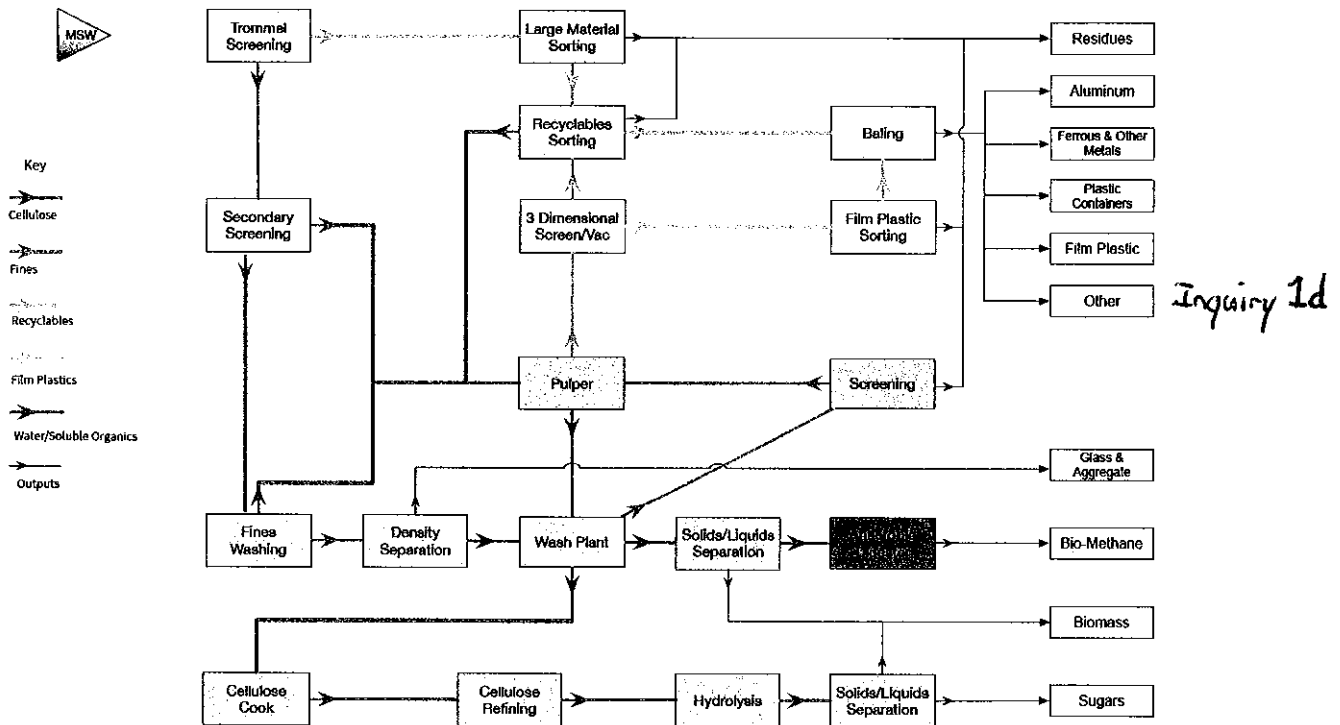 MSW
Trommel
Screening
Large Material
Sorting
Residues
Aluminum
Recyclables
Sorting
Baling
Ferrous & Other
Metals
Key
Cellulose
Fines
Recyclables
Film Plastics
Water/Soluble Organics
Outputs
Secondary
Screening
3 Dimensional
Screen/Vac
Film Plastic
Sorting
Plastic
Containers
Film Plastic
Other
Inquiry 1d
Pulper
Screening
Glass &
Aggregate
Fines
Washing
Density
Separation
Wash Plant
Solids/Liquids
Separation
Bio-Methane
Biomass
Cellulose
Cook
Cellulose
Refining
Hydrolysis
Solids/Liquids
Separation
Sugars